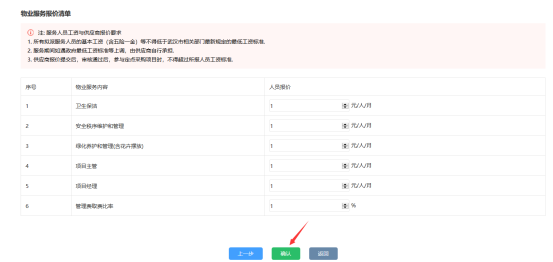 物业服务报价清单
注: 服务人员工资与供应商报价要求
1. 所有拟派服务人员的基本工资（含五险一金）等不得低于武汉市相关部门最新规定的最低工资标准.
2. 服务期间如遇政府最低工资标准等上调, 由供应商自行承担.
3. 供应商报价提交后, 审核通过后, 参与定点采购项目时, 不得超过所报人员工资标准.
序号 物业服务内容 人员报价
1 卫生保洁 1 元/人/月
2 安全秩序维护和管理 1 元/人/月
3 绿化养护和管理(含花卉摆放) 1 元/人/月
4 项目主管 1 元/人/月
5 项目经理 1 元/人/月
6 管理费取费比率 1 %
上一步 确认 返回